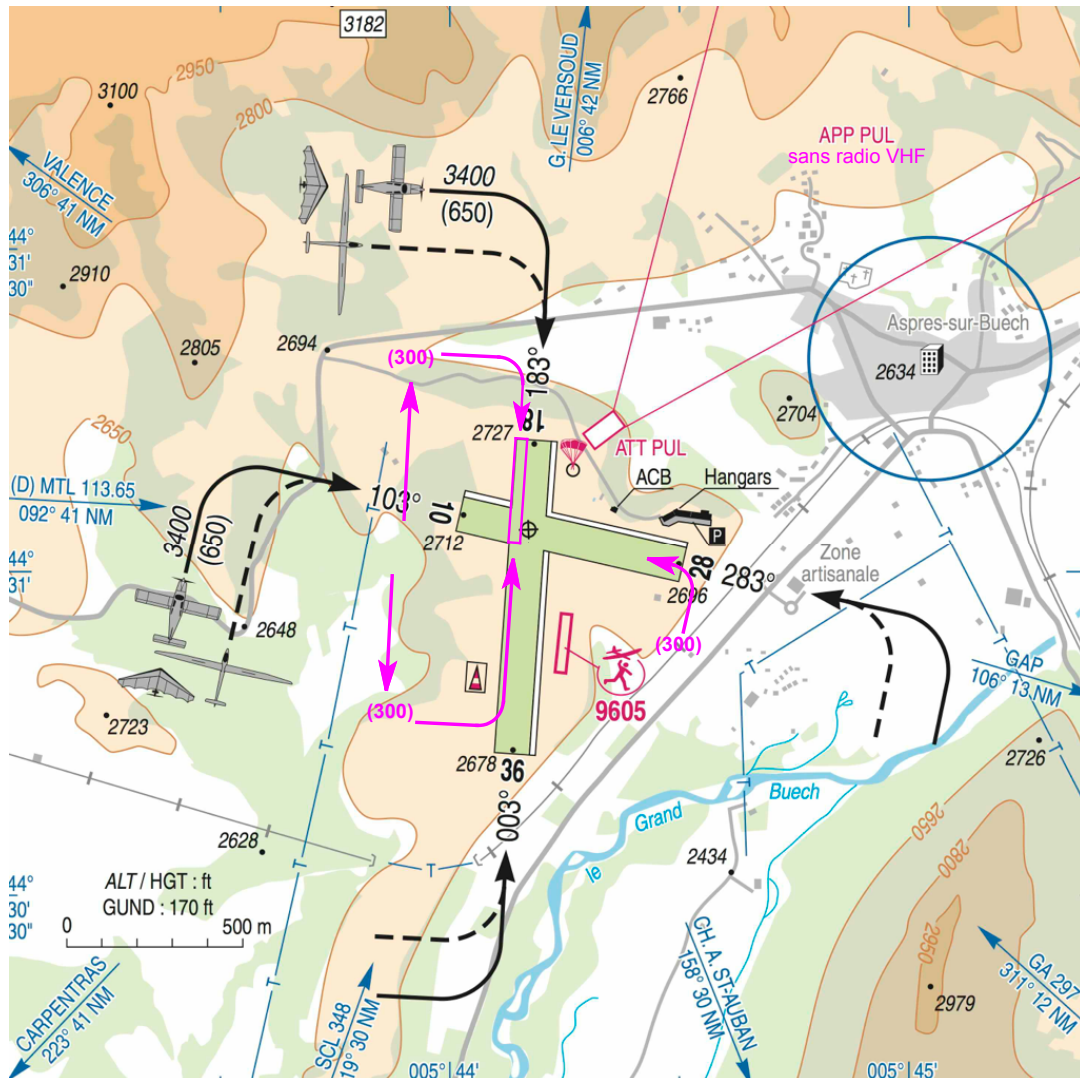 3182
2950
3100
2800
G. LE VERSOUD
006° 42 NM
2766
APP PUL
sans radio VHF
VALENCE
306° 41 NM
3400
(650)
44°
31'
30"
2910
Aspres-sur-Buech
2694
2805
(300)
183°
2634
2704
2650
2727
18
ATT PUL
ACB
Hangars
(D) MTL 113.65
092° 41 NM
103°
10
2712
P
3400
(650)
28
283°
2696
Zone
artisanale
44°
31'
T
2648
(300)
T
T
GAP
106° 13 NM
9605
(300)
2723
T
2678
36
2726
T
T
Buech
Grand
le
003°
2650
2628
T
2434
2800
44°
30'
30"
ALT / HGT : ft
GUND : 170 ft
0
500 m
2950
CARPENTRAS
223° 41 NM
SCL 348
19° 30 NM
CH. A. ST-AUBAN
158° 30 NM
GA 297
311° 12 NM
2979
T
005° 44'
005° 45'